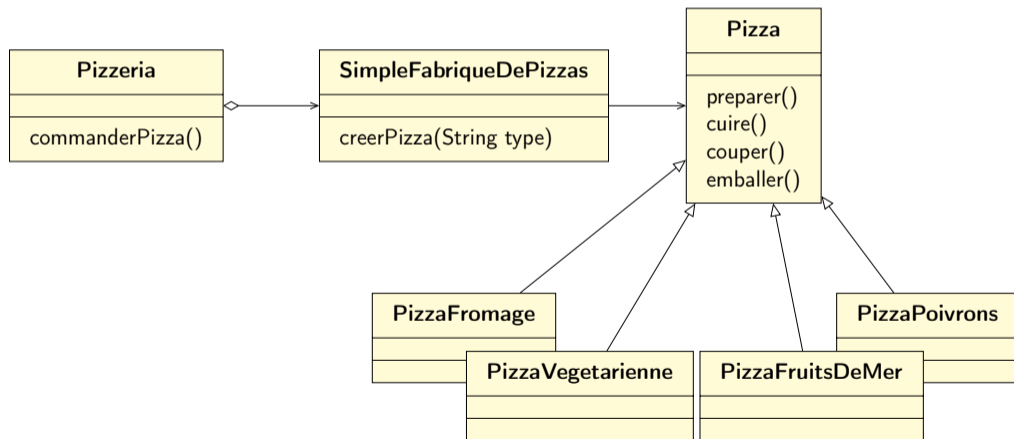 Pizzeria
commanderPizza()
SimpleFabriqueDePizzas
creerPizza(String type)
Pizza
preparer()
cuire()
couper()
emballer()
PizzaFromage
PizzaVegetarienne
PizzaFruitsDeMer
PizzaPoivrons